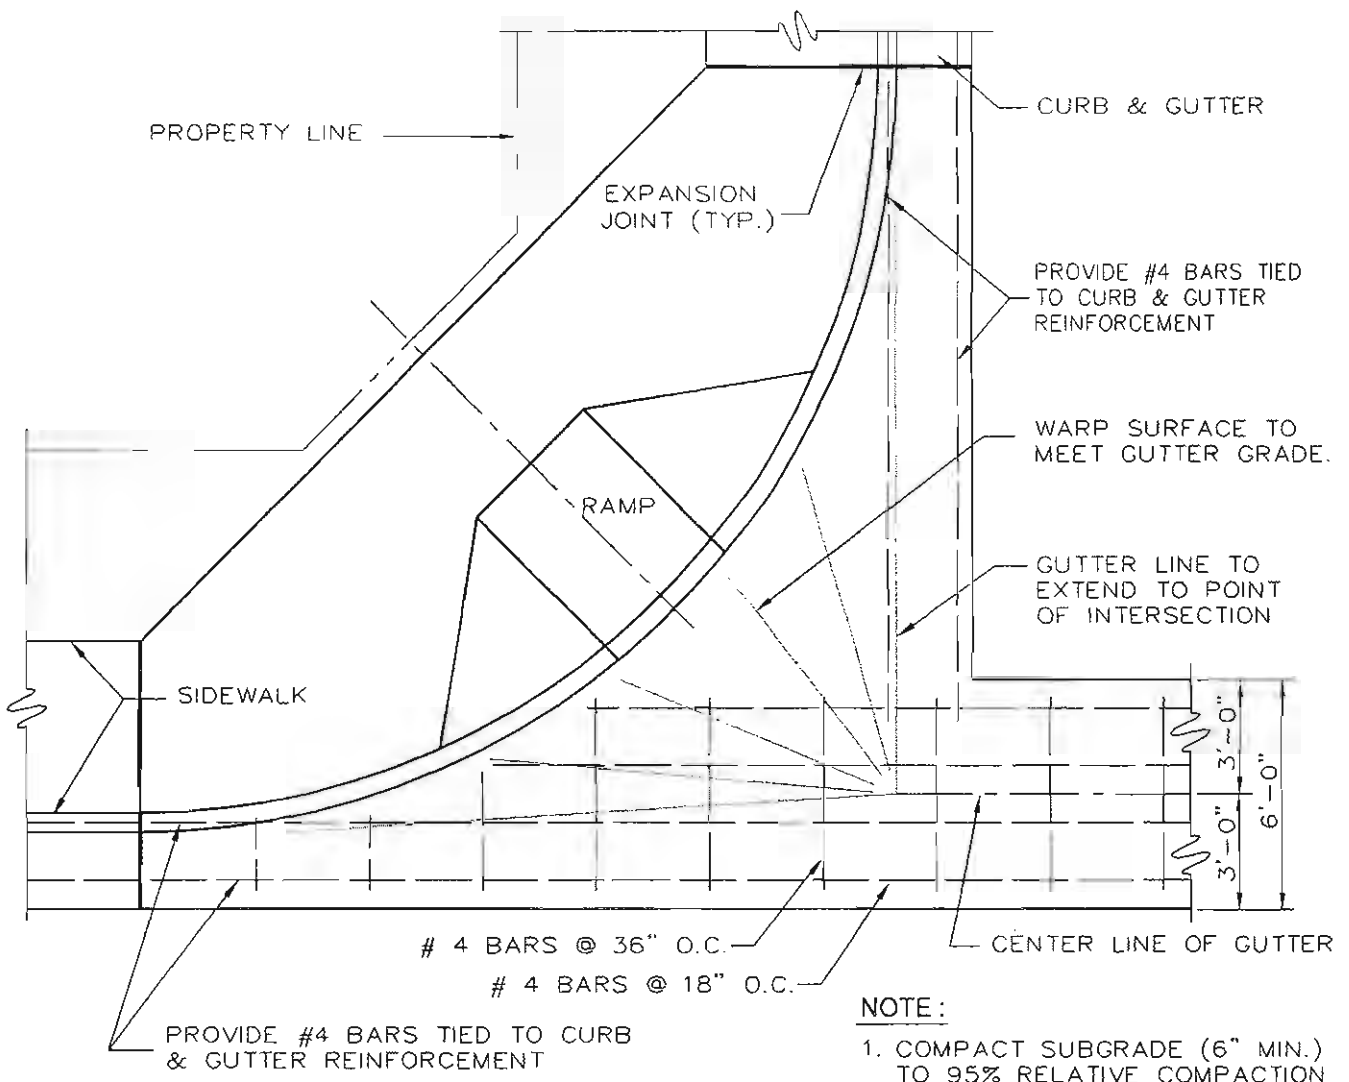 PROPERTY LINE
CURB & GUTTER
EXPANSION
JOINT (TYP.)
PROVIDE #4 BARS TIED
TO CURB & GUTTER
REINFORCEMENT
WARP SURFACE TO
MEET GUTTER GRADE.
RAMP
GUTTER LINE TO
EXTEND TO POINT
OF INTERSECTION
SIDEWALK
3'-0"
6'-0"
3'-0"
# 4 BARS @ 36" O.C.
CENTER LINE OF GUTTER
# 4 BARS @ 18" O.C.
PROVIDE #4 BARS TIED TO CURB
& GUTTER REINFORCEMENT
NOTE:
1. COMPACT SUBGRADE (6" MIN.)
TO 95% RELATIVE COMPACTION